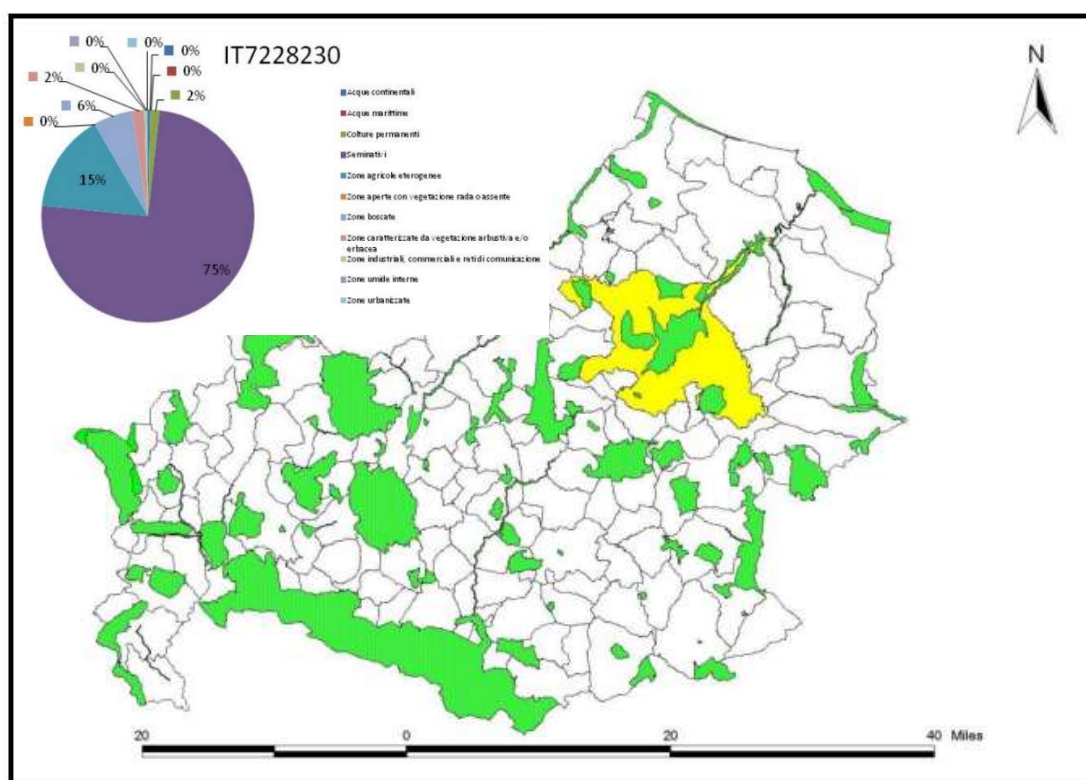 IT7228230
0%
0%
0%
0%
0%
2%
2%
6%
0%
15%
75%
Acque continentali
Acque marittime
Colture permanenti
Seminativi
Zone agricole eterogenee
Zone aperte con vegetazione rada o assente
Zone boscate
Zone caratterizzate da vegetazione arbustiva e/o
erbacea
Zone industriali, commerciali e reti di comunicazione
Zone umide interne
Zone urbanizzate
N
20
0
20
40 Miles